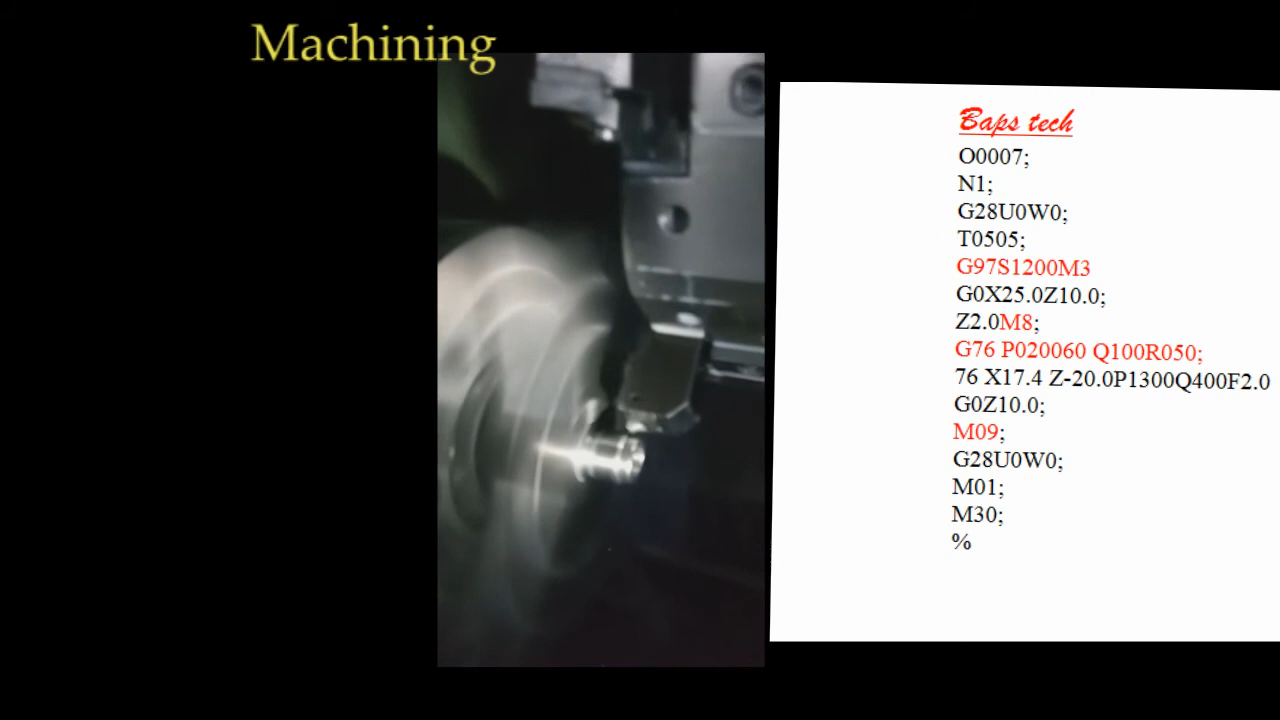 Machining
Baps tech
O0007;
N1;
G28U0W0;
T0505;
G97S1200M3
G0X25.0Z10.0;
Z2.0M8;
G76 P020060 Q100R050;
76 X17.4 Z-20.0P1300Q400F2.0
G0Z10.0;
M09;
G28U0W0;
M01;
M30;
%